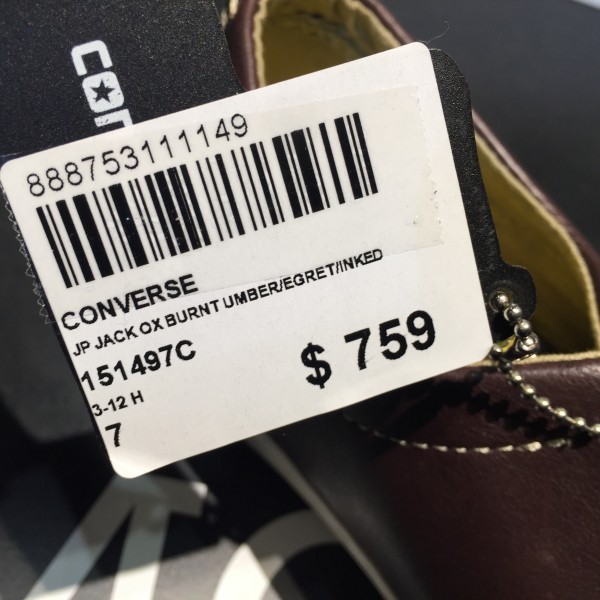 888753111149
CONVERSE
JP JACK OX BURNT UMBER/EGRET/INKED
151497C
3-12 H
7
$ 759